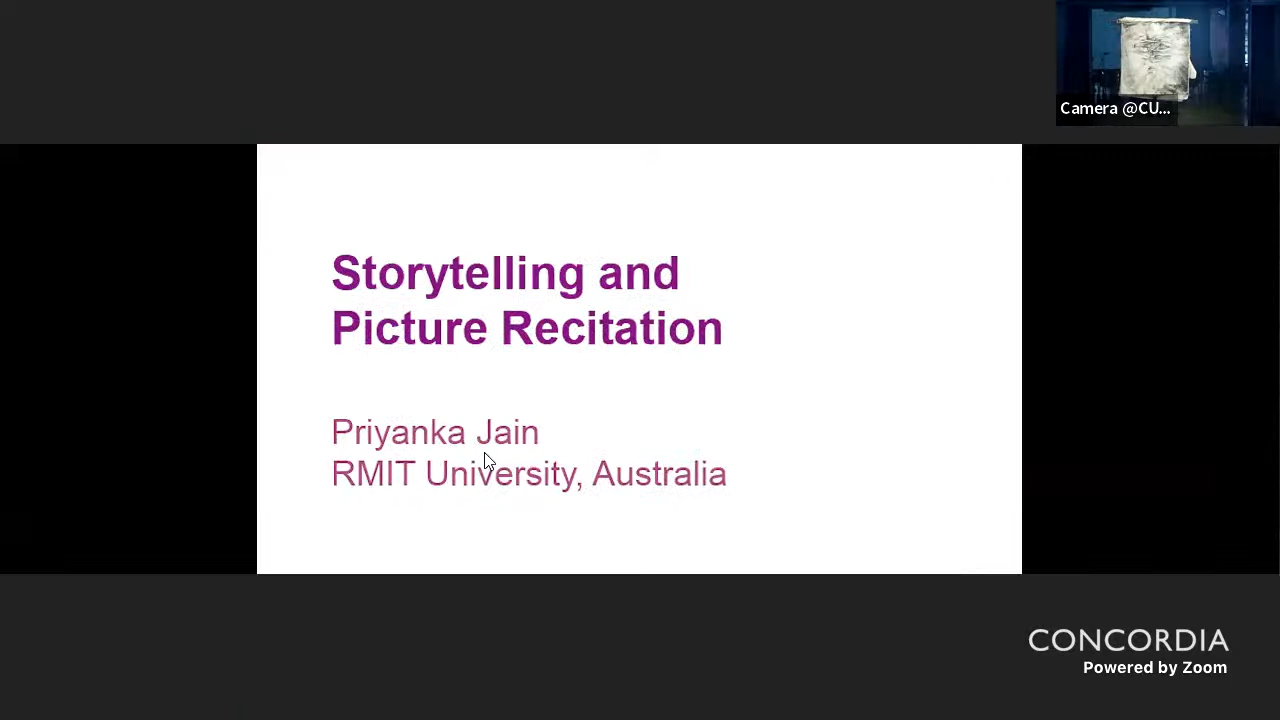 Camera @CU...
Storytelling and
Picture Recitation
Priyanka Jain
RMIT University, Australia
CONCORDIA
Powered by Zoom